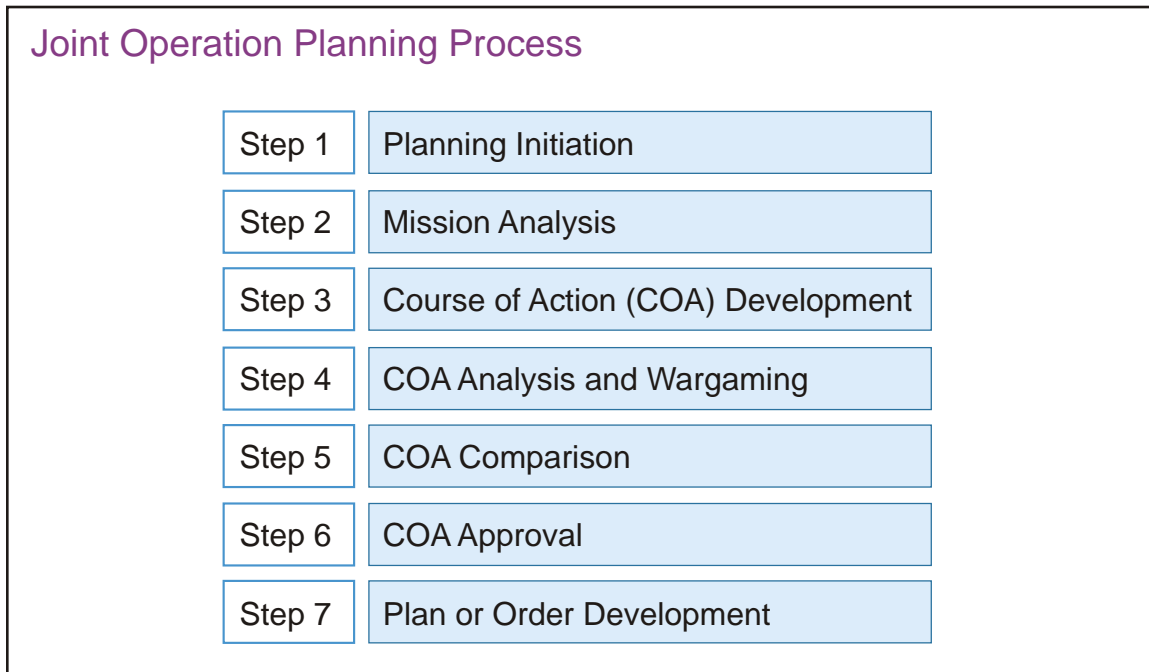 Joint Operation Planning Process
Step 1 Planning Initiation
Step 2 Mission Analysis
Step 3 Course of Action (COA) Development
Step 4 COA Analysis and Wargaming
Step 5 COA Comparison
Step 6 COA Approval
Step 7 Plan or Order Development